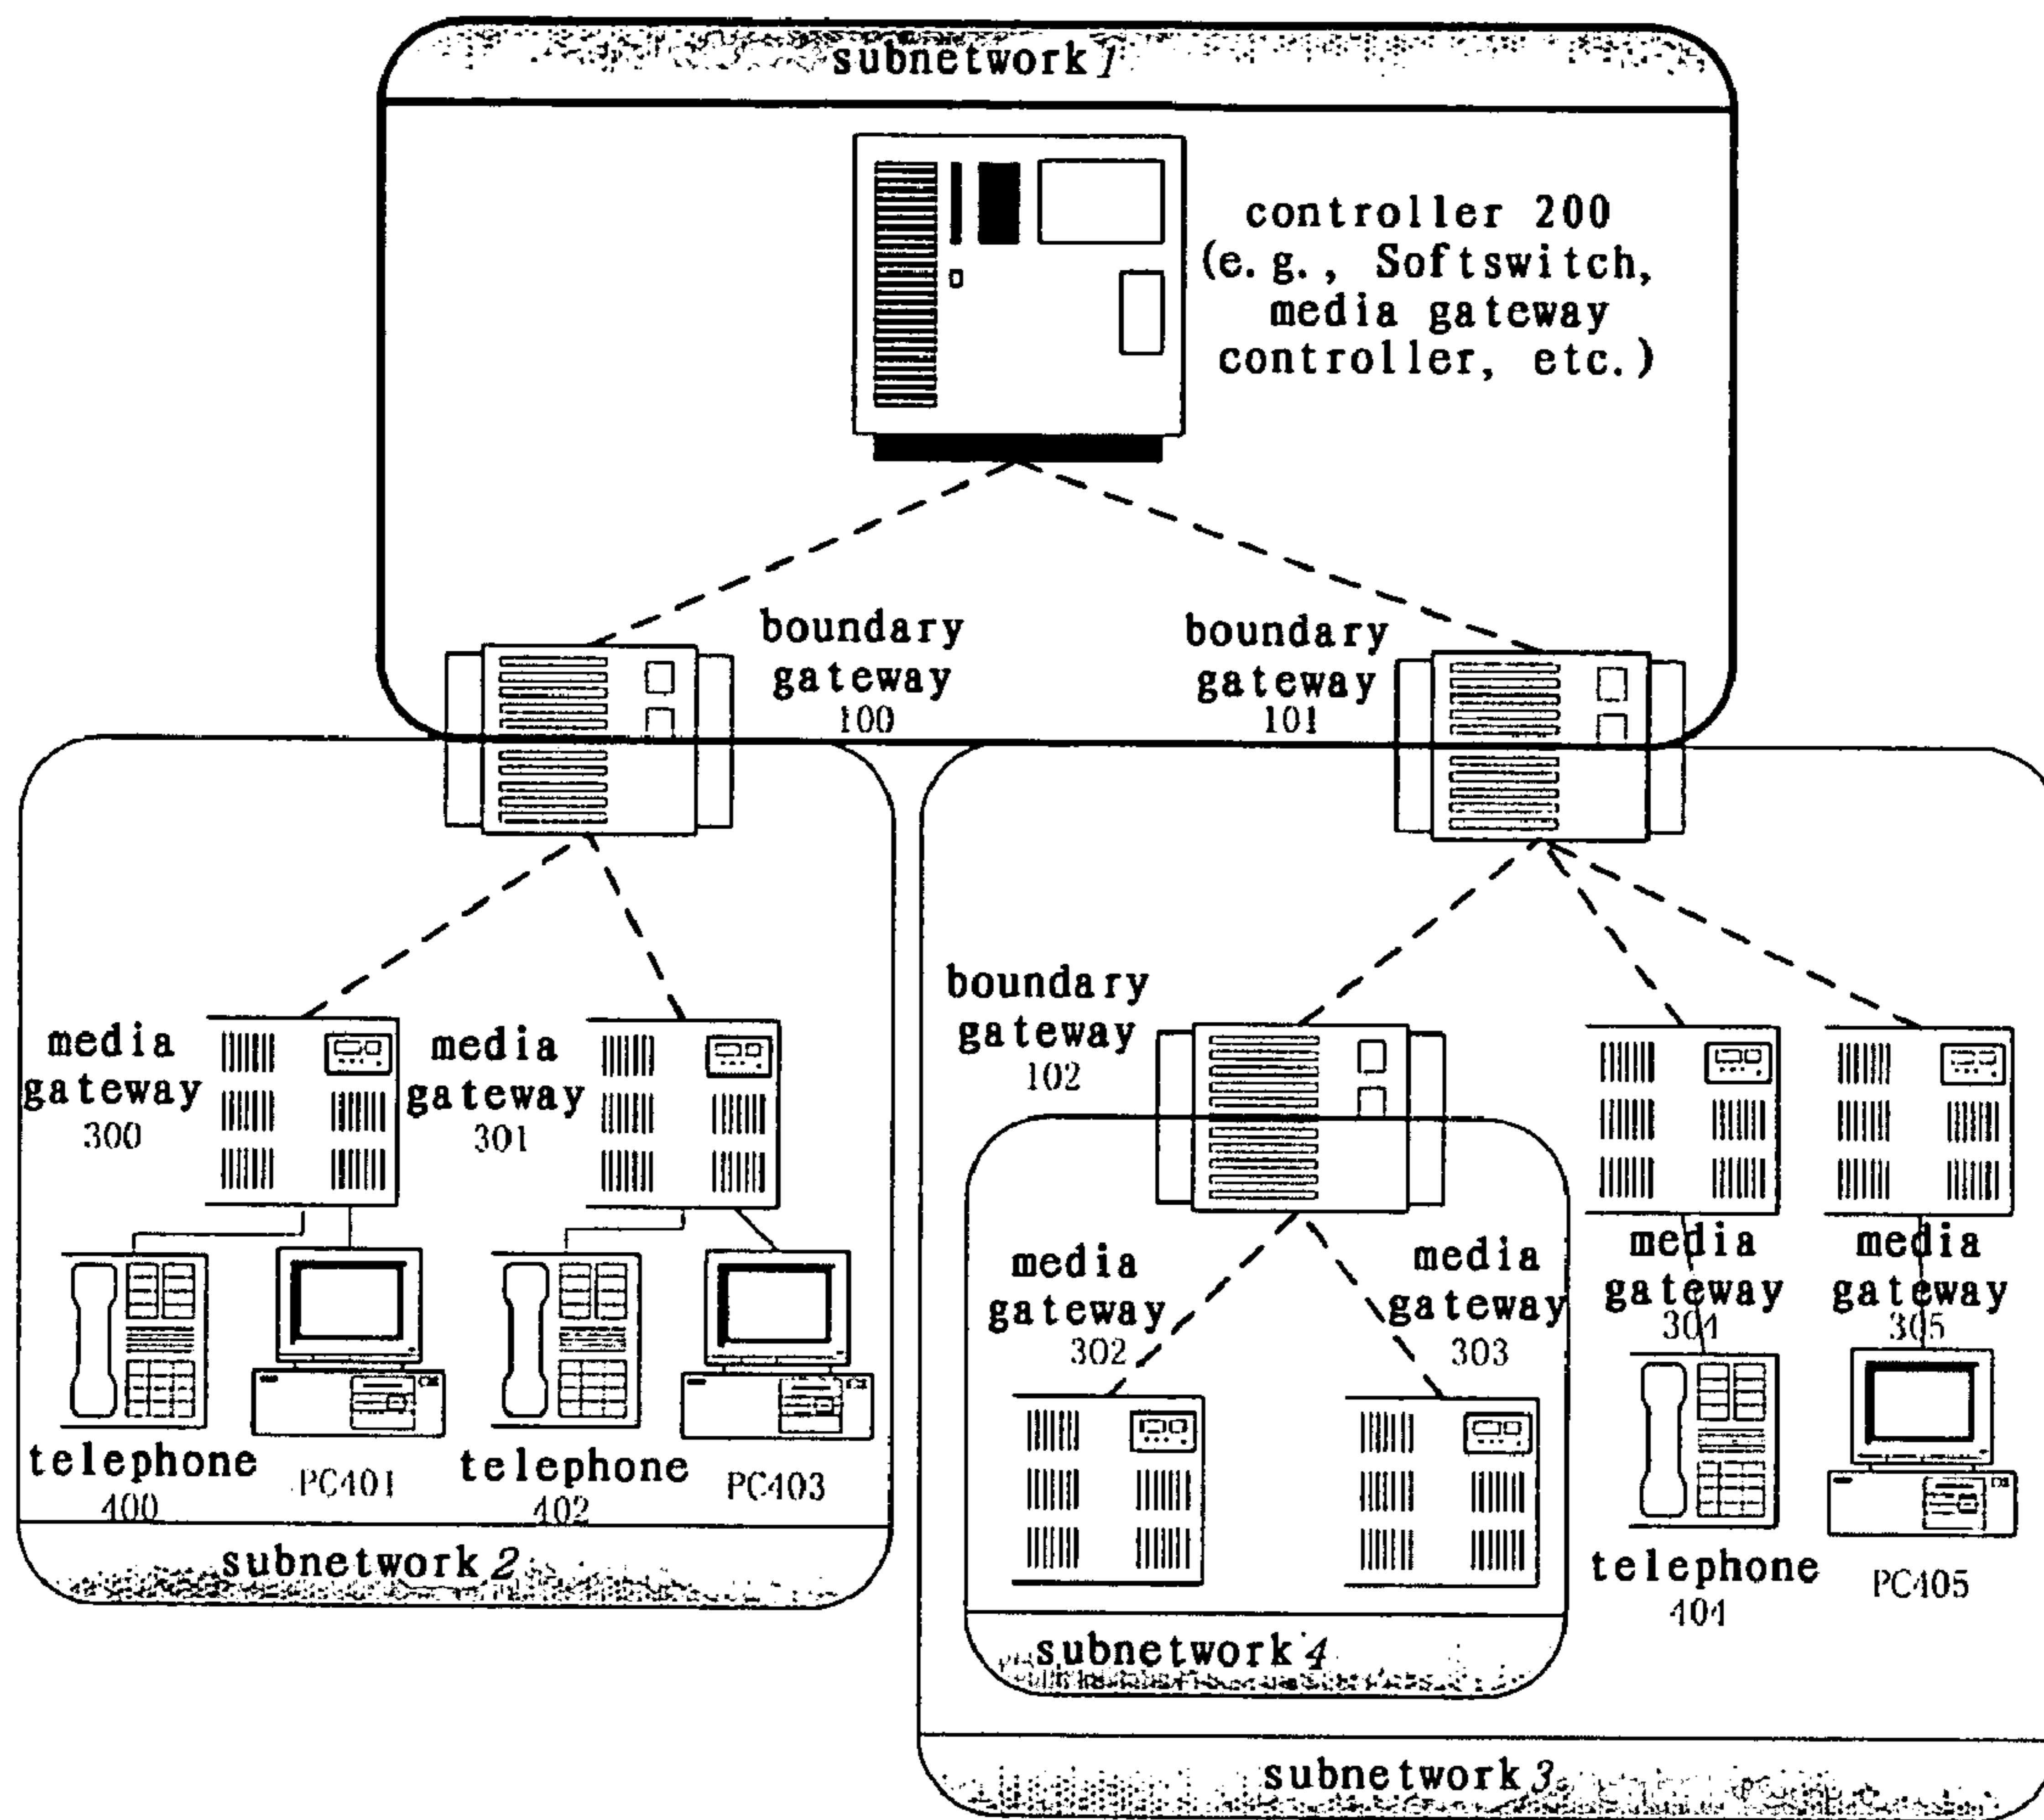 subnetwork 1
controller 200
(e.g., Softswitch,
media gateway
controller, etc.)
boundary
gateway
100
boundary
gateway
101
media
gateway
300
media
gateway
301
boundary
gateway
102
media
gateway
302
media
gateway
303
media
gateway
304
media
gateway
305
telephone
400
PC401
telephone
402
PC403
telephone
404
PC405
subnetwork 2
subnetwork 4
subnetwork 3